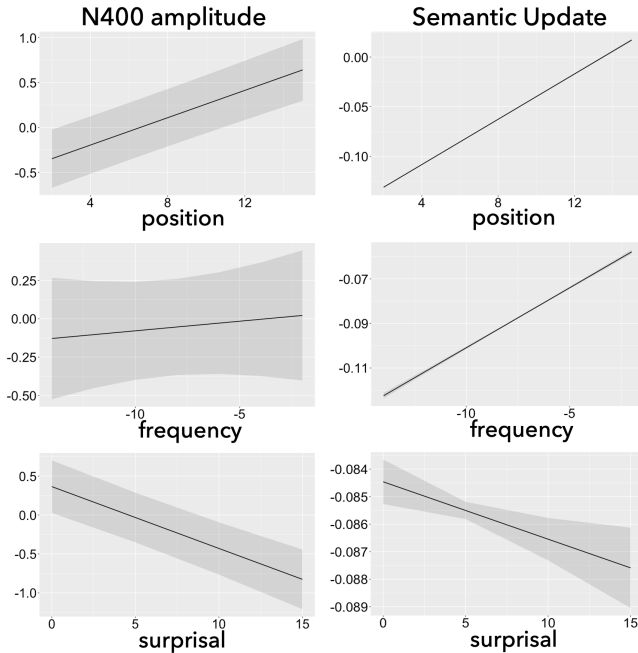 N400 amplitude
Semantic Update
1.0
0.5
0.0
-0.5
4 8 12
position
0.00
-0.05
-0.10
4 8 12
position
0.25
0.00
-0.25
-0.50
-10 -5
frequency
-0.07
-0.09
-0.11
-10 -5
frequency
0.5
0.0
-0.5
-1.0
0 5 10 15
surprisal
-0.084
-0.085
-0.086
-0.087
-0.088
-0.089
0 5 10 15
surprisal